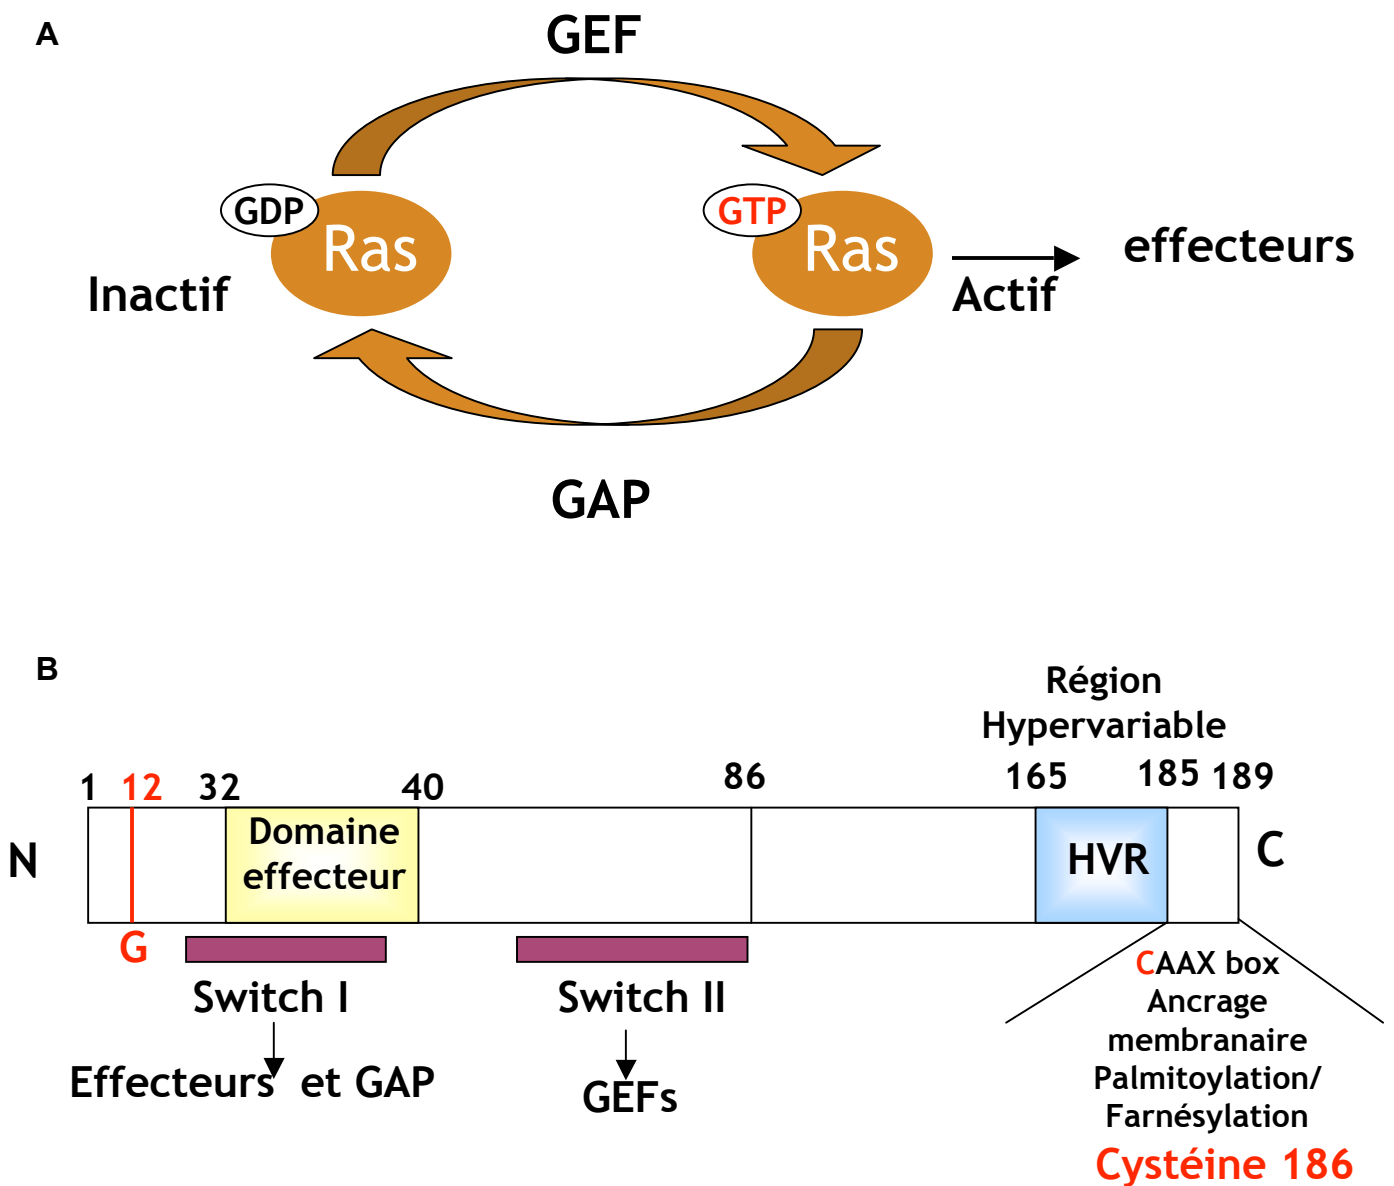 A
GEF
GDP
Ras
GTP
Ras
effecteurs
Inactif
Actif
GAP
B
Région
Hypervariable
1 12 32 40 86 165 185 189
N
Domaine
effecteur
HVR
C
G
Switch I
Switch II
Effecteurs et GAP
GEFs
CAAX box
Ancrage
membranaire
Palmitoylation/
Farnésylation
Cystéine 186